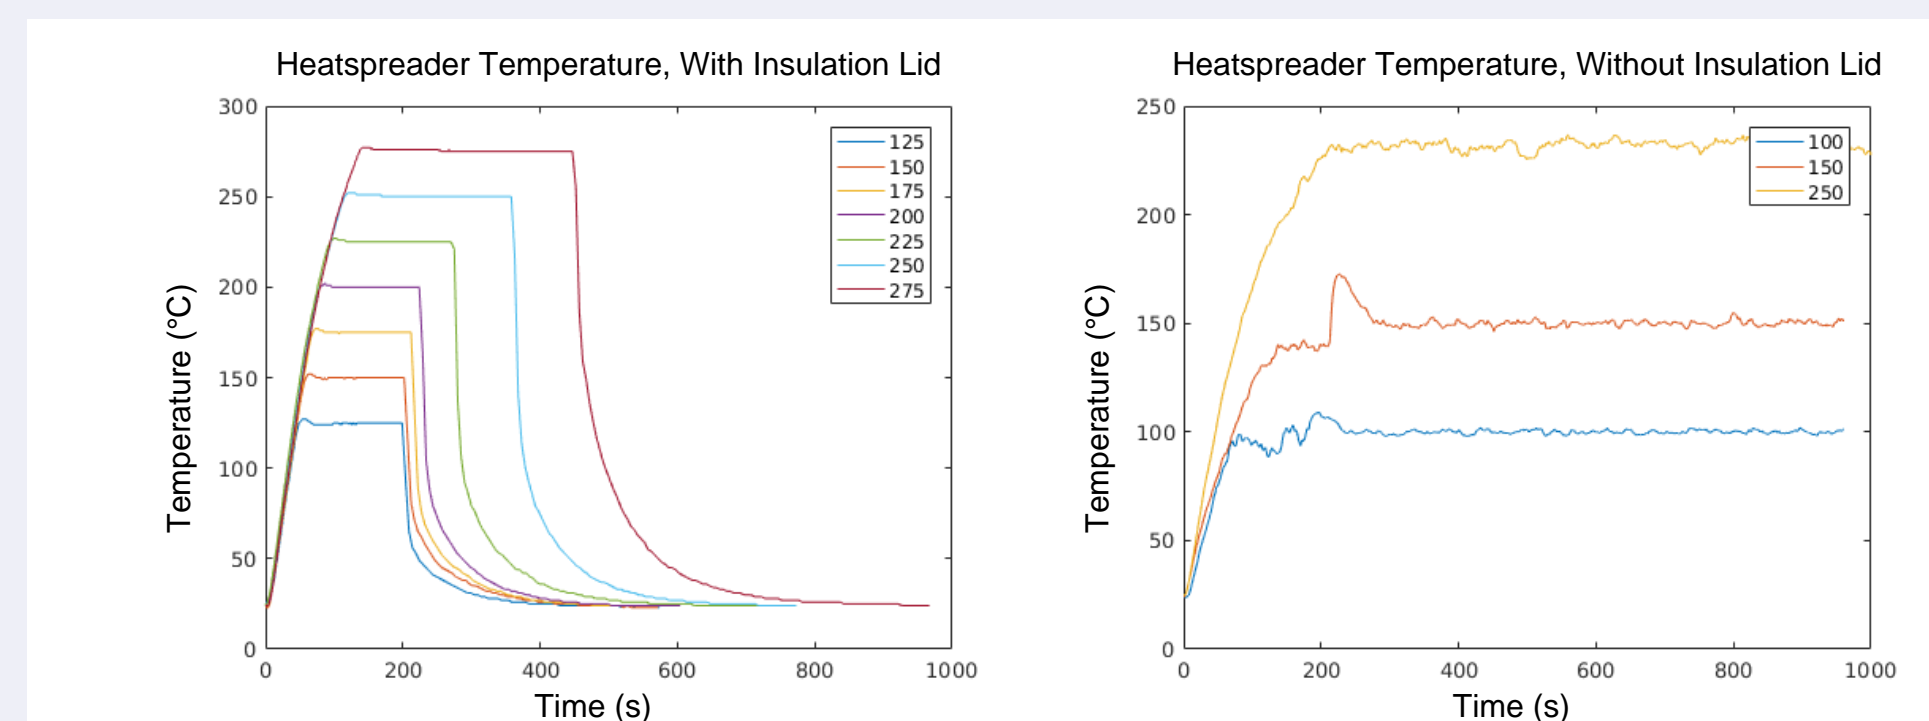 Heatspreader Temperature, With Insulation Lid
300
250
200
150
100
50
0
0 200 400 600 800 1000
Temperature (°C)
Time (s)
125
150
175
200
225
250
275
Heatspreader Temperature, Without Insulation Lid
250
200
150
100
50
0
0 200 400 600 800 1000
Temperature (°C)
Time (s)
100
150
250